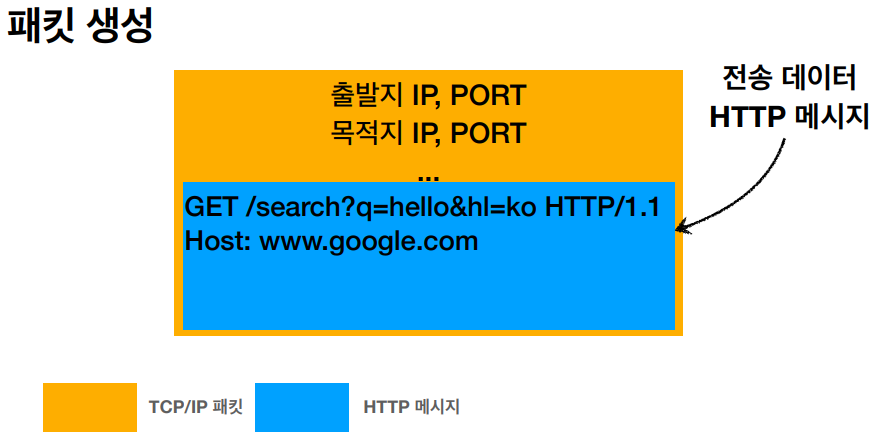 패킷 생성
출발지 IP, PORT
목적지 IP, PORT
...
전송 데이터
HTTP 메시지
GET /search?q=hello&hl=ko HTTP/1.1
Host: www.google.com
TCP/IP 패킷
HTTP 메시지